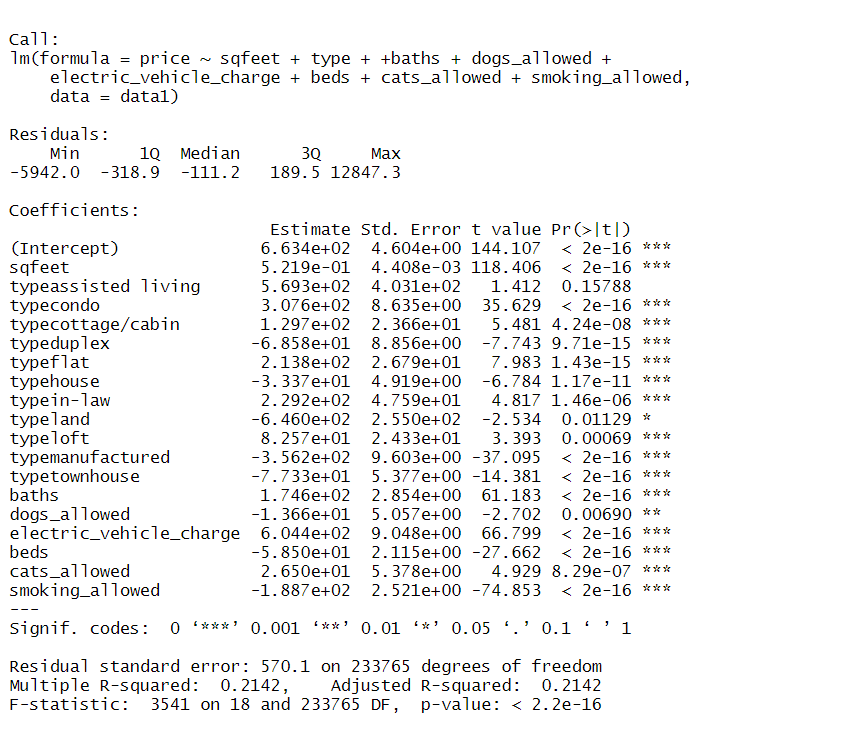 Call:
lm(formula = price ~ sqfeet + type + +baths + dogs_allowed +
    electric_vehicle_charge + beds + cats_allowed + smoking_allowed,
    data = data1)

Residuals:
    Min      1Q  Median      3Q     Max
-5942.0  -318.9  -111.2   189.5 12847.3

Coefficients:
                          Estimate Std. Error t value Pr(>|t|)
(Intercept)              6.634e+02  4.604e+00 144.107  < 2e-16 ***
sqfeet                   5.219e-01  4.408e-03 118.406  < 2e-16 ***
typeassisted living      5.693e+02  4.031e+02   1.412  0.15788
typecondo                3.076e+02  8.635e+00  35.629  < 2e-16 ***
typecottage/cabin        1.297e+02  2.366e+01   5.481 4.24e-08 ***
typeduplex              -6.858e+01  8.856e+00  -7.743 9.71e-15 ***
typeflat                 2.138e+02  2.679e+01   7.983 1.43e-15 ***
typehouse               -3.337e+01  4.919e+00  -6.784 1.17e-11 ***
typein-law               2.292e+02  4.759e+01   4.817 1.46e-06 ***
typeland                -6.460e+02  2.550e+02  -2.534  0.01129 *
typeloft                 8.257e+01  2.433e+01   3.393  0.00069 ***
typemanufactured        -3.562e+02  9.603e+00 -37.095  < 2e-16 ***
typetownhouse           -7.733e+01  5.377e+00 -14.381  < 2e-16 ***
baths                    1.746e+02  2.854e+00  61.183  < 2e-16 ***
dogs_allowed            -1.366e+01  5.057e+00  -2.702  0.00690 **
electric_vehicle_charge  6.044e+02  9.048e+00  66.799  < 2e-16 ***
beds                    -5.850e+01  2.115e+00 -27.662  < 2e-16 ***
cats_allowed             2.650e+01  5.378e+00   4.929 8.29e-07 ***
smoking_allowed         -1.887e+02  2.521e+00 -74.853  < 2e-16 ***
---
Signif. codes:  0 ‘***’ 0.001 ‘**’ 0.01 ‘*’ 0.05 ‘.’ 0.1 ‘ ’ 1

Residual standard error: 570.1 on 233765 degrees of freedom
Multiple R-squared:  0.2142,    Adjusted R-squared:  0.2142
F-statistic:  3541 on 18 and 233765 DF,  p-value: < 2.2e-16